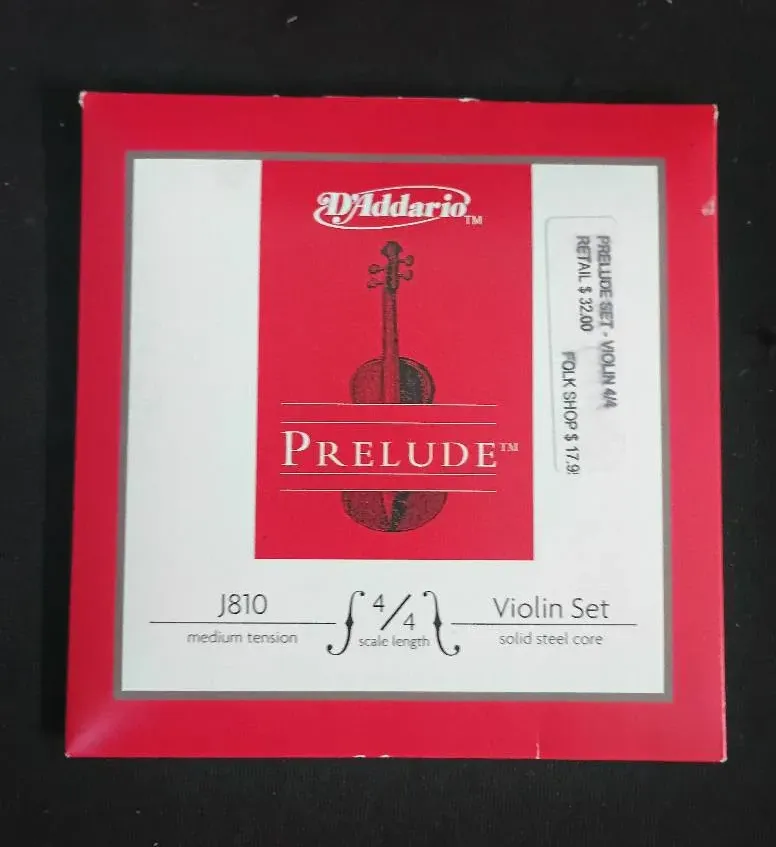 D'Addario™
PRELUDE™
J810
medium tension
4/4
scale length
Violin Set
solid steel core
PRELUDE SET - VIOLIN 4/4
RETAIL $ 32.00 FOLK SHOP $ 17.9